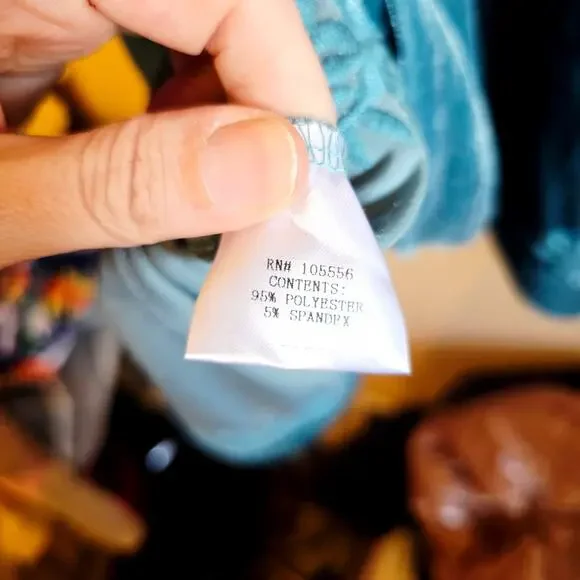 RN# 105556
CONTENTS:
95% POLYESTER
5% SPANDEX